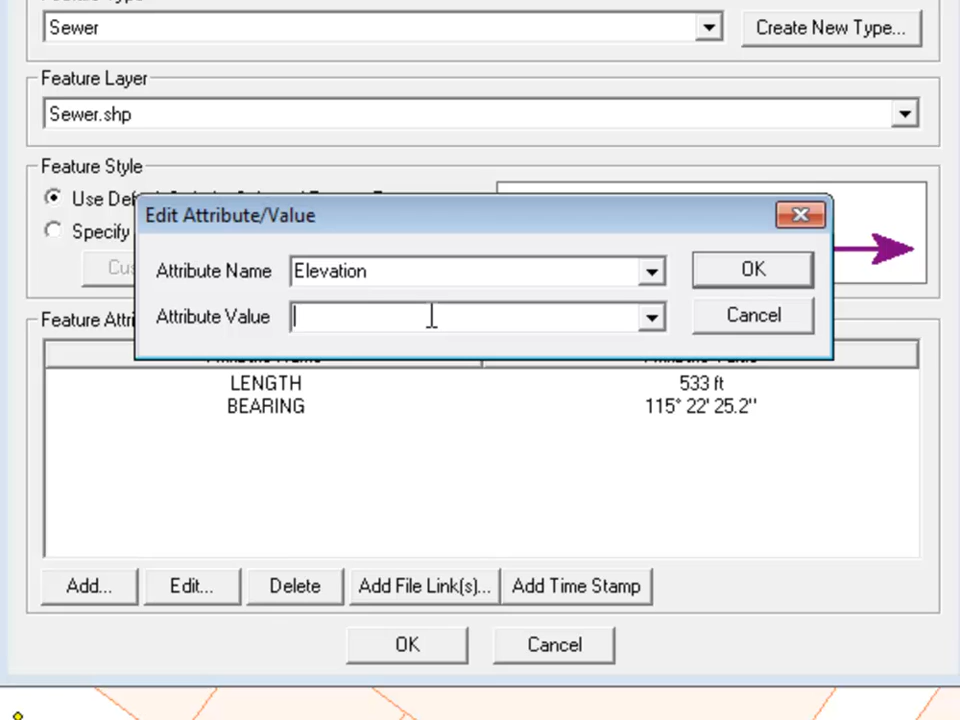 Sewer
Create New Type...
Feature Layer
Sewer.shp
Feature Style
Use
Specify
Edit Attribute/Value
Attribute Name
Elevation
OK
Attribute Value
Cancel
Feature
LENGTH
533 ft
BEARING
115° 22' 25.2"
Add...
Edit...
Delete
Add File Link(s)...
Add Time Stamp
OK
Cancel